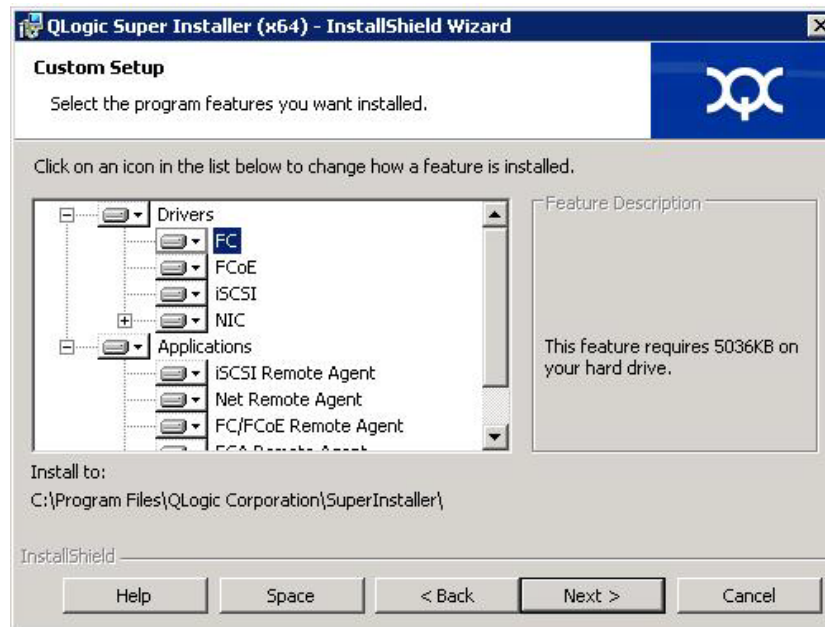 QLogic Super Installer (x64) - InstallShield Wizard
Custom Setup
Select the program features you want installed.
Click on an icon in the list below to change how a feature is installed.
Drivers
FC
FCoE
iSCSI
NIC
Applications
iSCSI Remote Agent
Net Remote Agent
FC/FCoE Remote Agent
Remote Agent
Feature Description
This feature requires 5036KB on
your hard drive.
Install to:
C:\Program Files\QLogic Corporation\SuperInstaller\
InstallShield
Help
Space
< Back
Next >
Cancel